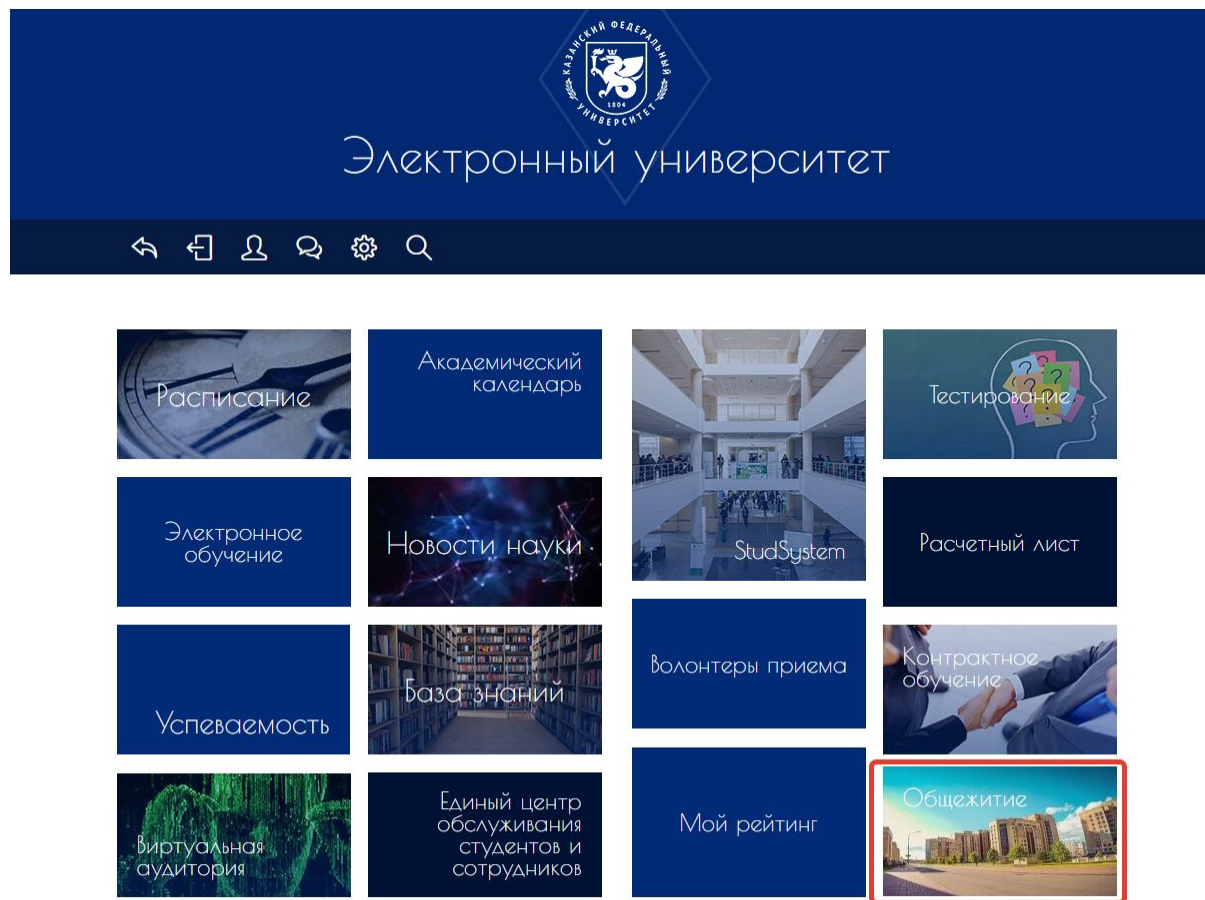 КАЗАНСКИЙ ФЕДЕРАЛЬНЫЙ
УНИВЕРСИТЕТ
1804
Электронный университет
Расписание
Академический
календарь
Тестирование
Электронное
обучение
Новости науки
StudSystem
Расчетный лист
Успеваемость
База знаний
Волонтеры приема
Контрактное
обучение
Виртуальная
аудитория
Единый центр
обслуживания
студентов и
сотрудников
Мой рейтинг
Общежитие